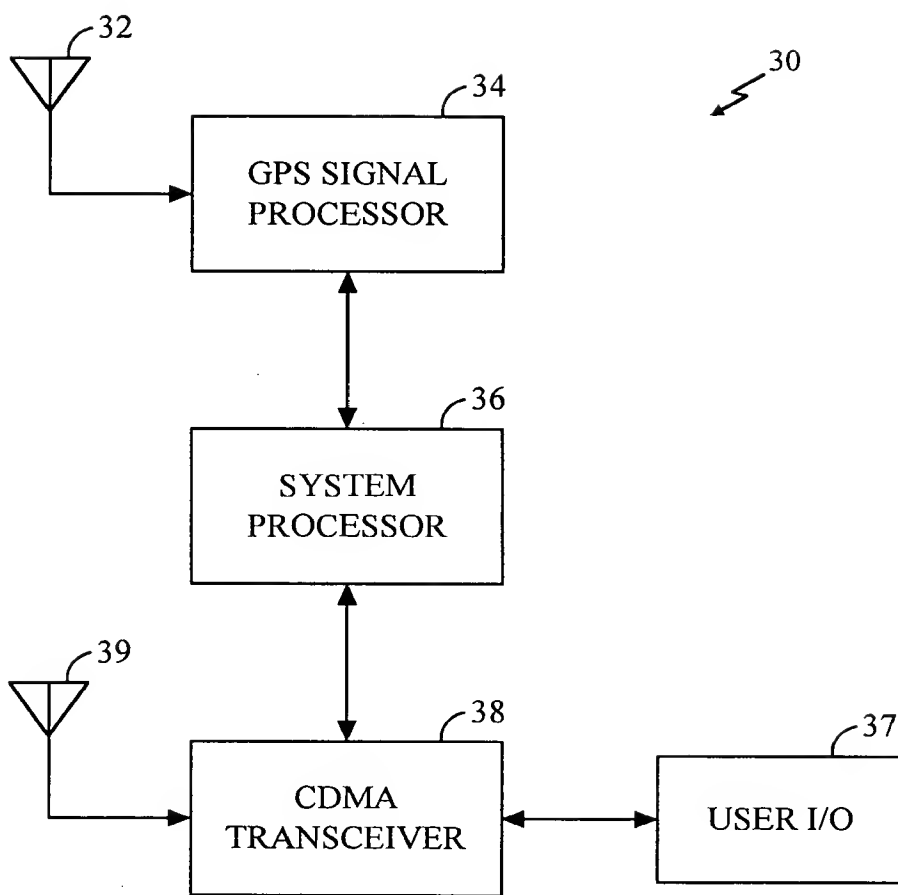 32
34
30
GPS SIGNAL
PROCESSOR
36
SYSTEM
PROCESSOR
39
38
37
CDMA
TRANSCEIVER
USER I/O